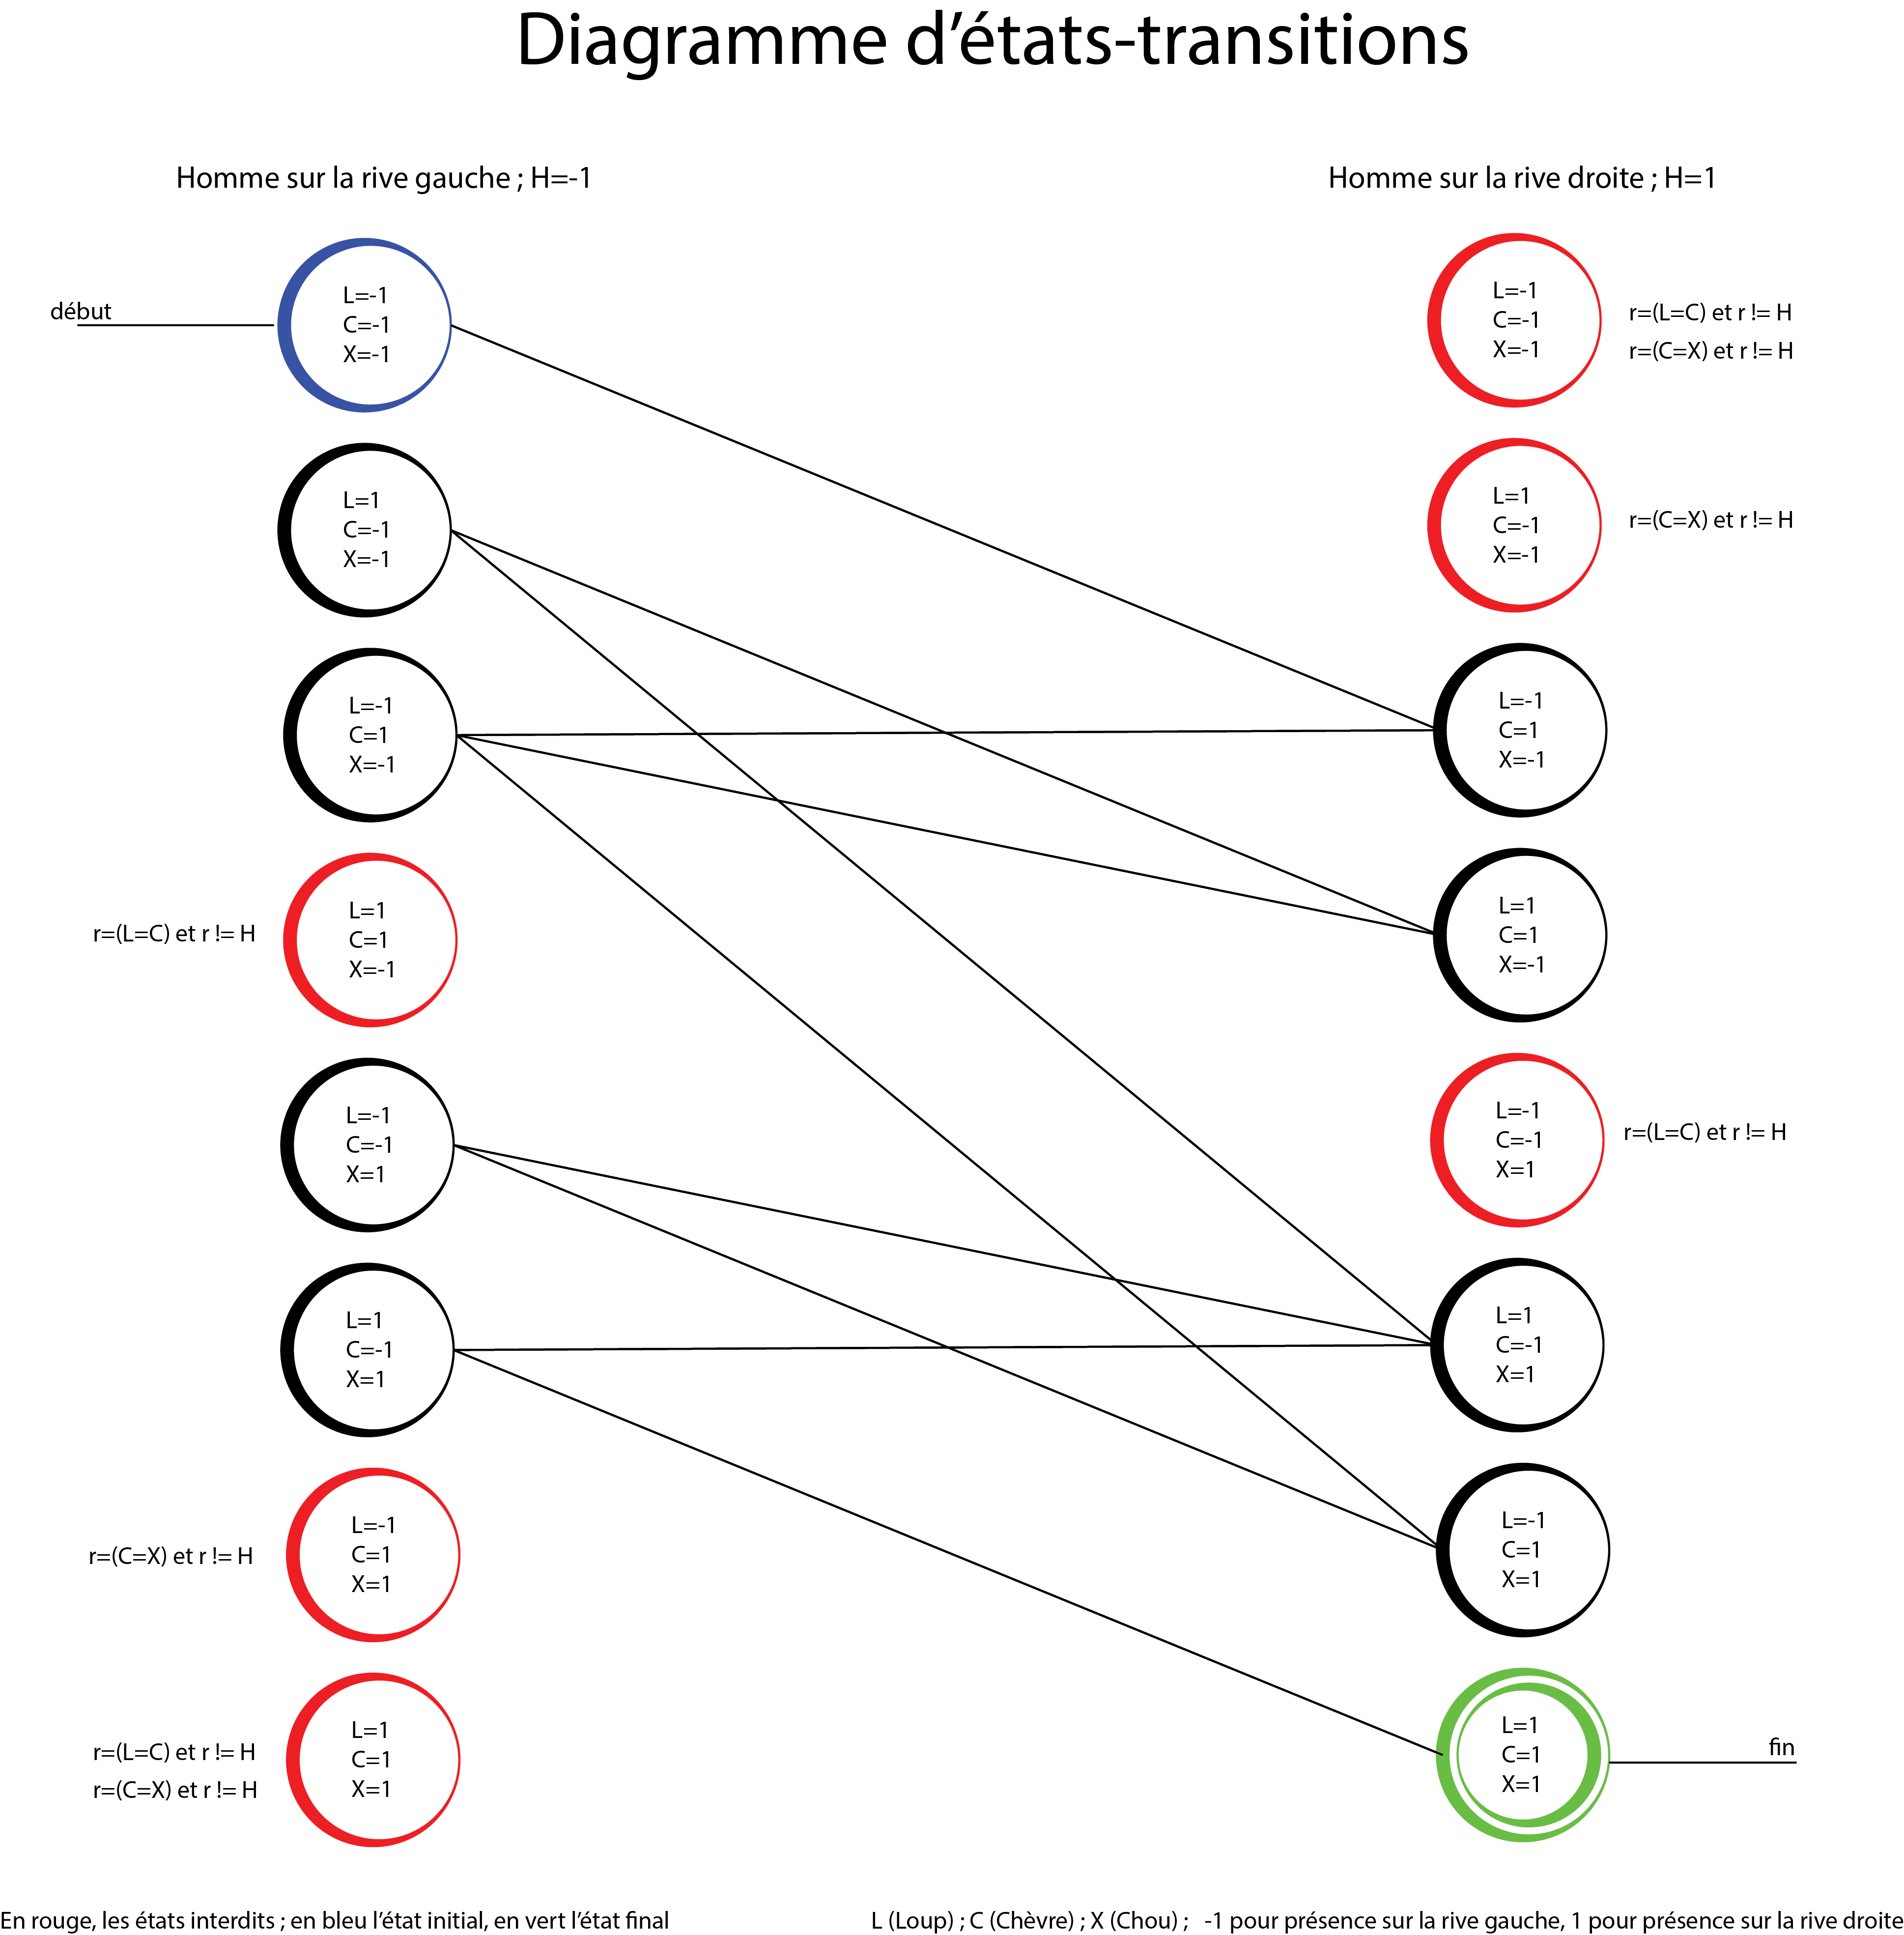 Diagramme d'états-transitions
Homme sur la rive gauche ; H=-1
Homme sur la rive droite ; H=1
début
L=-1
C=-1
X=-1
L=1
C=-1
X=-1
L=-1
C=1
X=-1
r=(L=C) et r != H
L=1
C=1
X=-1
L=-1
C=-1
X=1
L=1
C=-1
X=1
r=(C=X) et r != H
L=-1
C=1
X=1
r=(L=C) et r != H
r=(C=X) et r != H
L=1
C=1
X=1
L=-1
C=-1
X=-1
r=(L=C) et r != H
r=(C=X) et r != H
L=1
C=-1
X=-1
r=(C=X) et r != H
L=-1
C=1
X=-1
L=1
C=1
X=-1
L=-1
C=-1
X=1
r=(L=C) et r != H
L=1
C=-1
X=1
L=-1
C=1
X=1
L=1
C=1
X=1
fin
En rouge, les états interdits ; en bleu l'état initial, en vert l'état final
L (Loup) ; C (Chèvre) ; X (Chou) ; -1 pour présence sur la rive gauche, 1 pour présence sur la rive droite